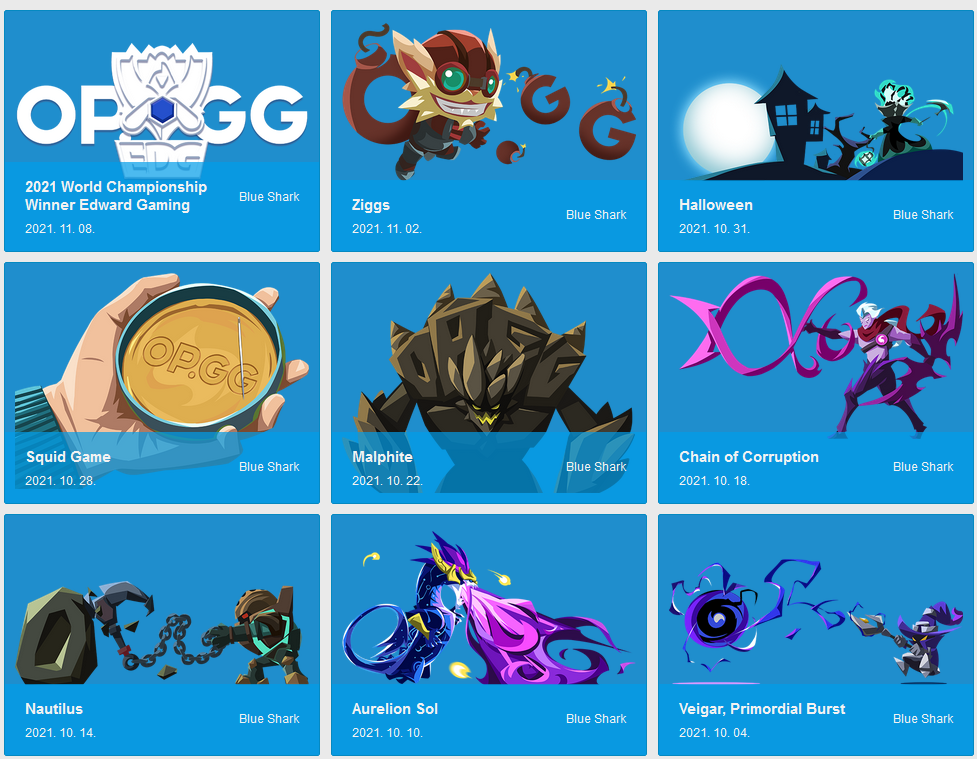 OP.GG
EDG
2021 World Championship
Winner Edward Gaming
Blue Shark
2021. 11. 08.
GG
Ziggs
Blue Shark
2021. 11. 02.
Halloween
Blue Shark
2021. 10. 31.
OP.GG
Squid Game
Blue Shark
2021. 10. 28.
OP.GG
Malphite
Blue Shark
2021. 10. 22.
Chain of Corruption
Blue Shark
2021. 10. 18.
Nautilus
Blue Shark
2021. 10. 14.
Aurelion Sol
Blue Shark
2021. 10. 10.
Veigar, Primordial Burst
Blue Shark
2021. 10. 04.